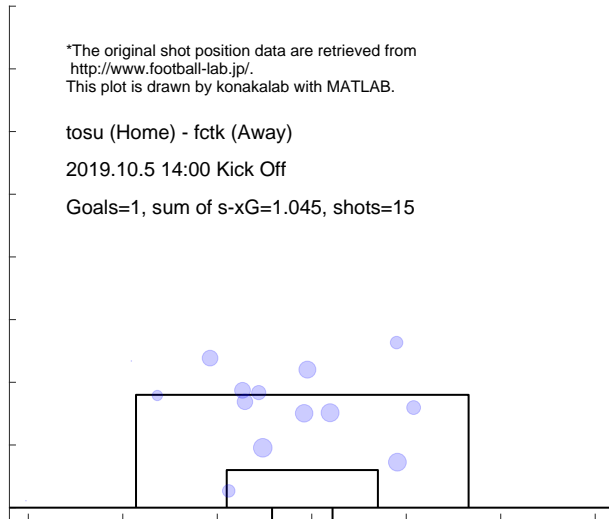 *The original shot position data are retrieved from
http://www.football-lab.jp/.
This plot is drawn by konakalab with MATLAB.
tosu (Home) - fctk (Away)
2019.10.5 14:00 Kick Off
Goals=1, sum of s-xG=1.045, shots=15